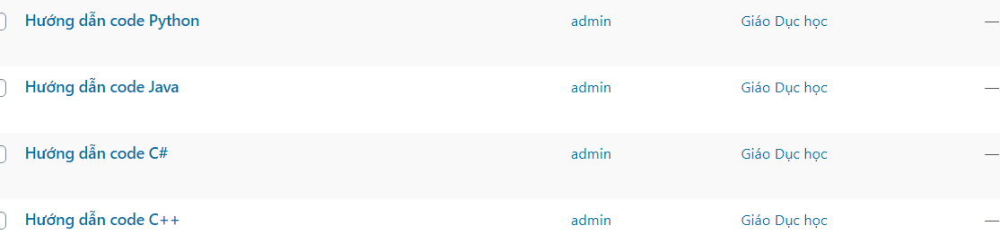 Hướng dẫn code Python admin Giáo Dục học —
Hướng dẫn code Java admin Giáo Dục học —
Hướng dẫn code C# admin Giáo Dục học —
Hướng dẫn code C++ admin Giáo Dục học —